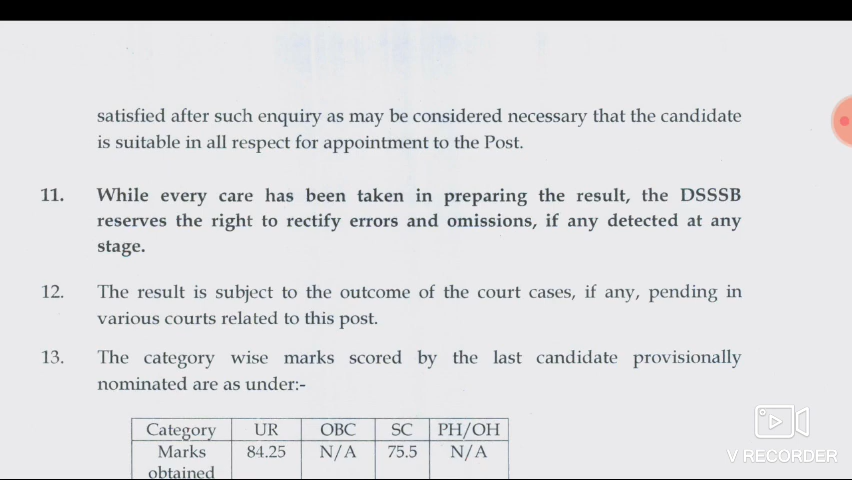 satisfied after such enquiry as may be considered necessary that the candidate
is suitable in all respect for appointment to the Post.
11. While every care has been taken in preparing the result, the DSSSB
reserves the right to rectify errors and omissions, if any detected at any
stage.
12. The result is subject to the outcome of the court cases, if any, pending in
various courts related to this post.
13. The category wise marks scored by the last candidate provisionally
nominated are as under:-
Category UR OBC SC PH/OH
Marks 84.25 N/A 75.5 N/A
obtained
V RECORDER